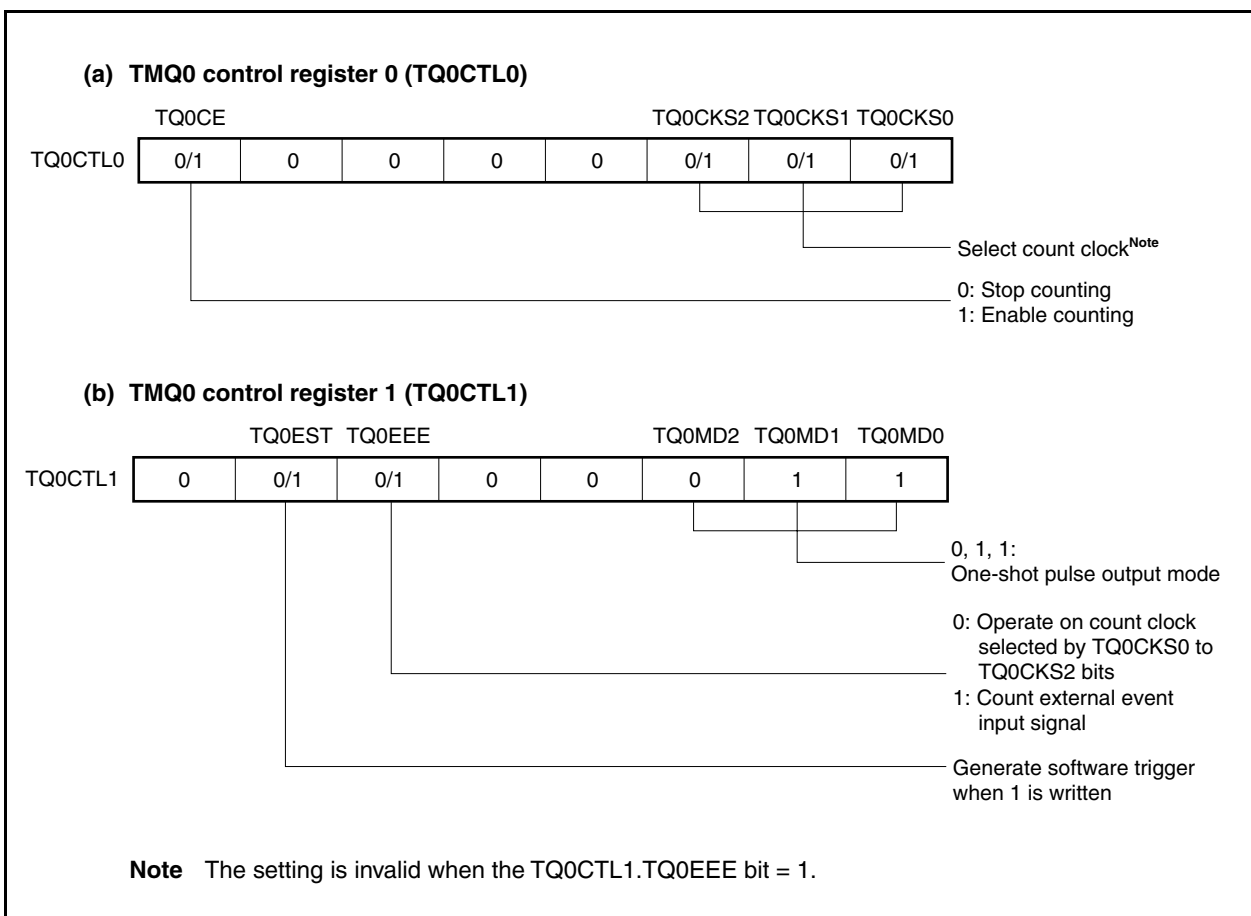 (a) TMQ0 control register 0 (TQ0CTL0)
TQ0CE TQ0CKS2 TQ0CKS1 TQ0CKS0
TQ0CTL0 0/1 0 0 0 0 0/1 0/1 0/1
Select count clockNote
0: Stop counting
1: Enable counting
(b) TMQ0 control register 1 (TQ0CTL1)
TQ0EST TQ0EEE TQ0MD2 TQ0MD1 TQ0MD0
TQ0CTL1 0 0/1 0/1 0 0 0 1 1
0, 1, 1:
One-shot pulse output mode
0: Operate on count clock
selected by TQ0CKS0 to
TQ0CKS2 bits
1: Count external event
input signal
Generate software trigger
when 1 is written
Note The setting is invalid when the TQ0CTL1.TQ0EEE bit = 1.